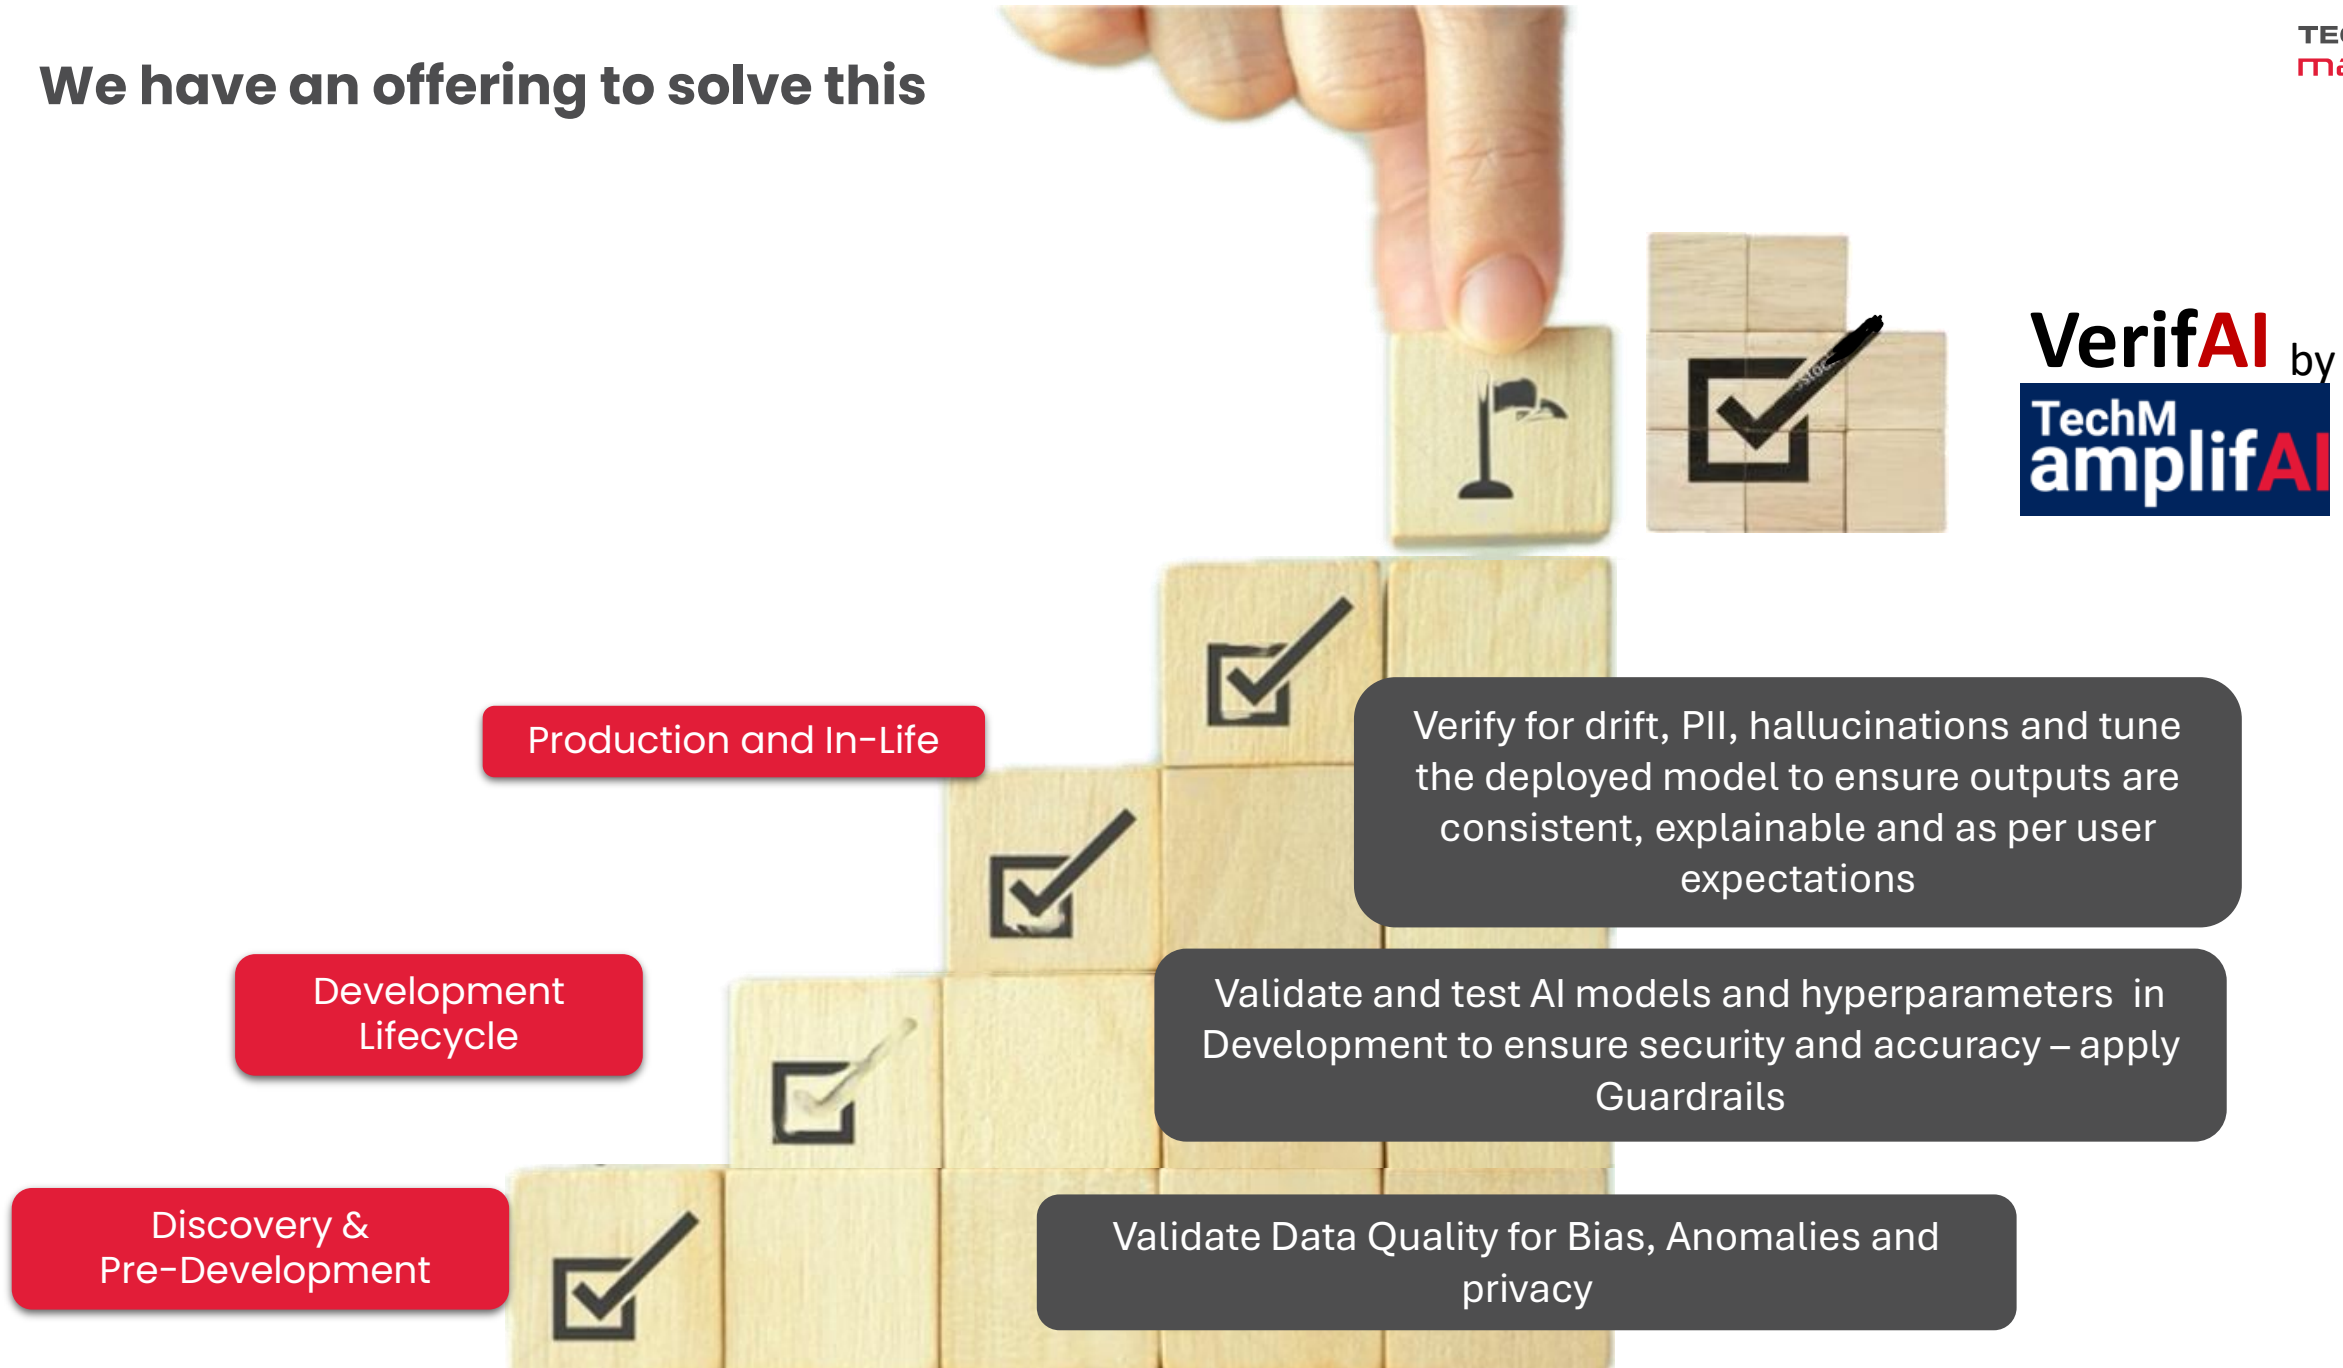 We have an offering to solve this
VerifAI by
TechM
amplifAI
Production and In-Life
Verify for drift, PII, hallucinations and tune
the deployed model to ensure outputs are
consistent, explainable and as per user
expectations
Development
Lifecycle
Validate and test AI models and hyperparameters in
Development to ensure security and accuracy – apply
Guardrails
Discovery &
Pre-Development
Validate Data Quality for Bias, Anomalies and
privacy